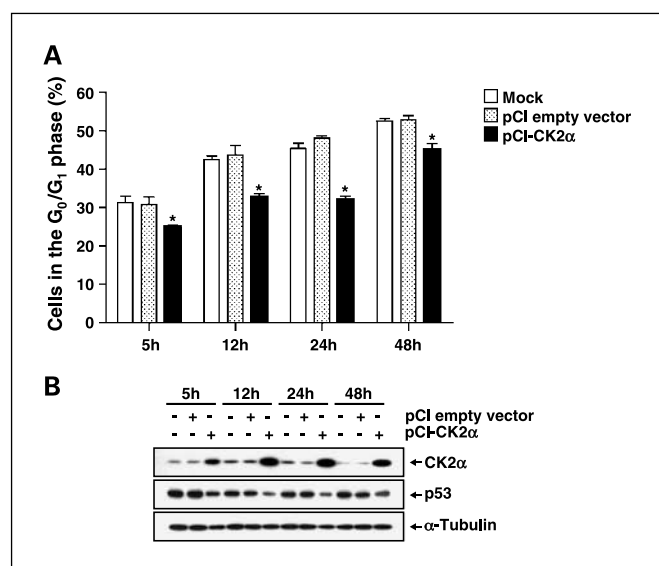 A
Cells in the G₀/G₁ phase (%)
60
50
40
30
20
10
0
* * * *
5h 12h 24h 48h
Mock
pCI empty vector
pCI-CK2α
B
5h 12h 24h 48h
- + - - + - - + - - + - pCI empty vector
- - + - - + - - + - - + pCI-CK2α
CK2α
p53
α-Tubulin